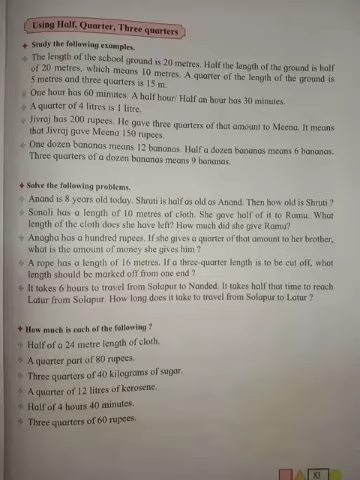 Using Half, Quarter, Three quarters
Study the following examples.
The length of the school ground is 20 metres. Half the length of the ground is half
of 20 metres, which means 10 metres. A quarter of the length of the ground is
5 metres and three quarters is 15 m.
One hour has 60 minutes. A half hour/ Half an hour has 30 minutes.
A quarter of 4 litres is 1 litre.
Jivraj has 200 rupees. He gave three quarters of that amount to Meena. It means
that Jivraj gave Meena 150 rupees.
One dozen bananas means 12 bananas. Half a dozen bananas means 6 bananas.
Three quarters of a dozen bananas means 9 bananas.
Solve the following problems.
Anand is 8 years old today. Shruti is half as old as Anand. Then how old is Shruti ?
Sonali has a length of 10 metres of cloth. She gave half of it to Ramu. What
length of the cloth does she have left? How much did she give Ramu?
Anagha has a hundred rupees. If she gives a quarter of that amount to her brother,
what is the amount of money she gives him ?
A rope has a length of 16 metres. If a three-quarter length is to be cut off, what
length should be marked off from one end ?
It takes 6 hours to travel from Solapur to Nanded. It takes half that time to reach
Latur from Solapur. How long does it take to travel from Solapur to Latur ?
How much is each of the following ?
Half of a 24 metre length of cloth.
A quarter part of 80 rupees.
Three quarters of 40 kilograms of sugar.
A quarter of 12 litres of kerosene.
Half of 4 hours 40 minutes.
Three quarters of 60 rupees.
83